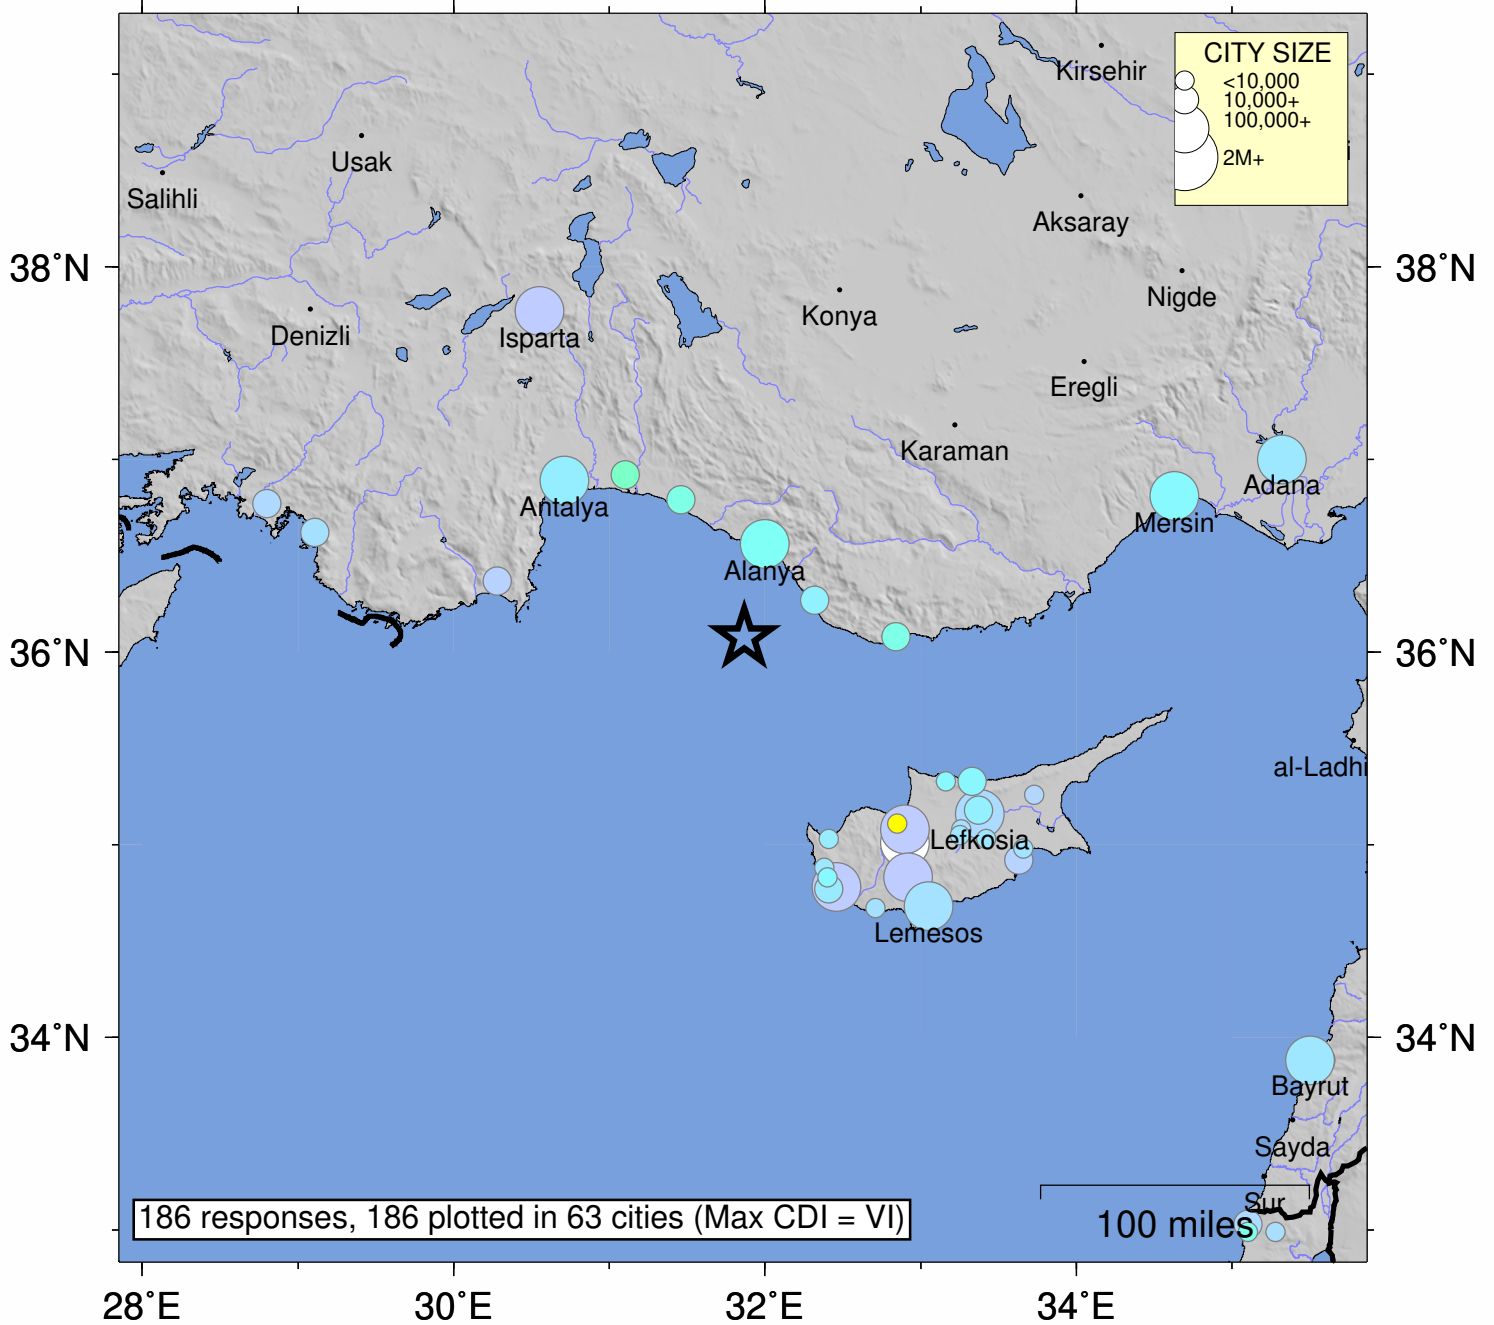 CITY SIZE
<10,000
10,000+
100,000+
2M+
Kirsehir
i
Usak
Salihli
Aksaray
38°N
38°N
Nigde
Konya
Denizli
Isparta
Eregli
Karaman
Adana
Antalya
Mersin
Alanya
36°N
36°N
al-Ladhi
Lefkosia
Lemesos
34°N
34°N
Bayrut
Sayda
Sur
100 miles
186 responses, 186 plotted in 63 cities (Max CDI = VI)
28°E
30°E
32°E
34°E